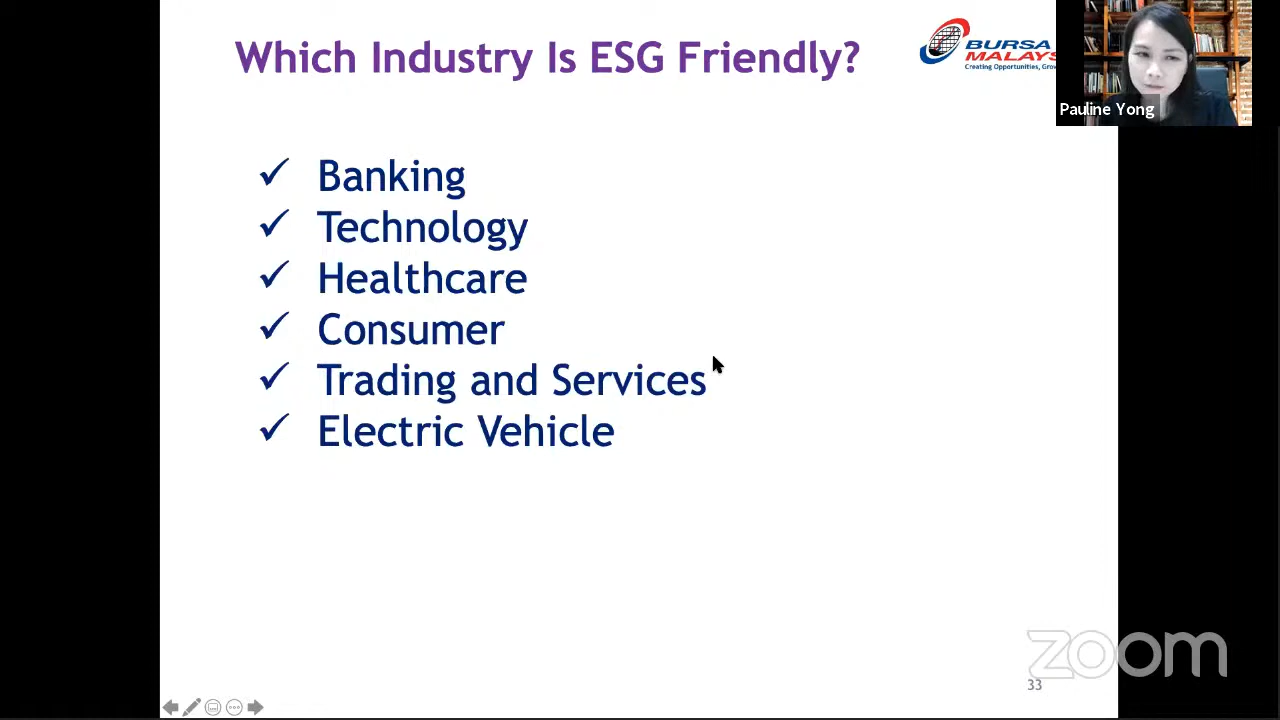 Which Industry Is ESG Friendly?
BURSA
MALAYS
Creating Opportunities, Grow
Pauline Yong
✓ Banking
✓ Technology
✓ Healthcare
✓ Consumer
✓ Trading and Services
✓ Electric Vehicle
zoom
33